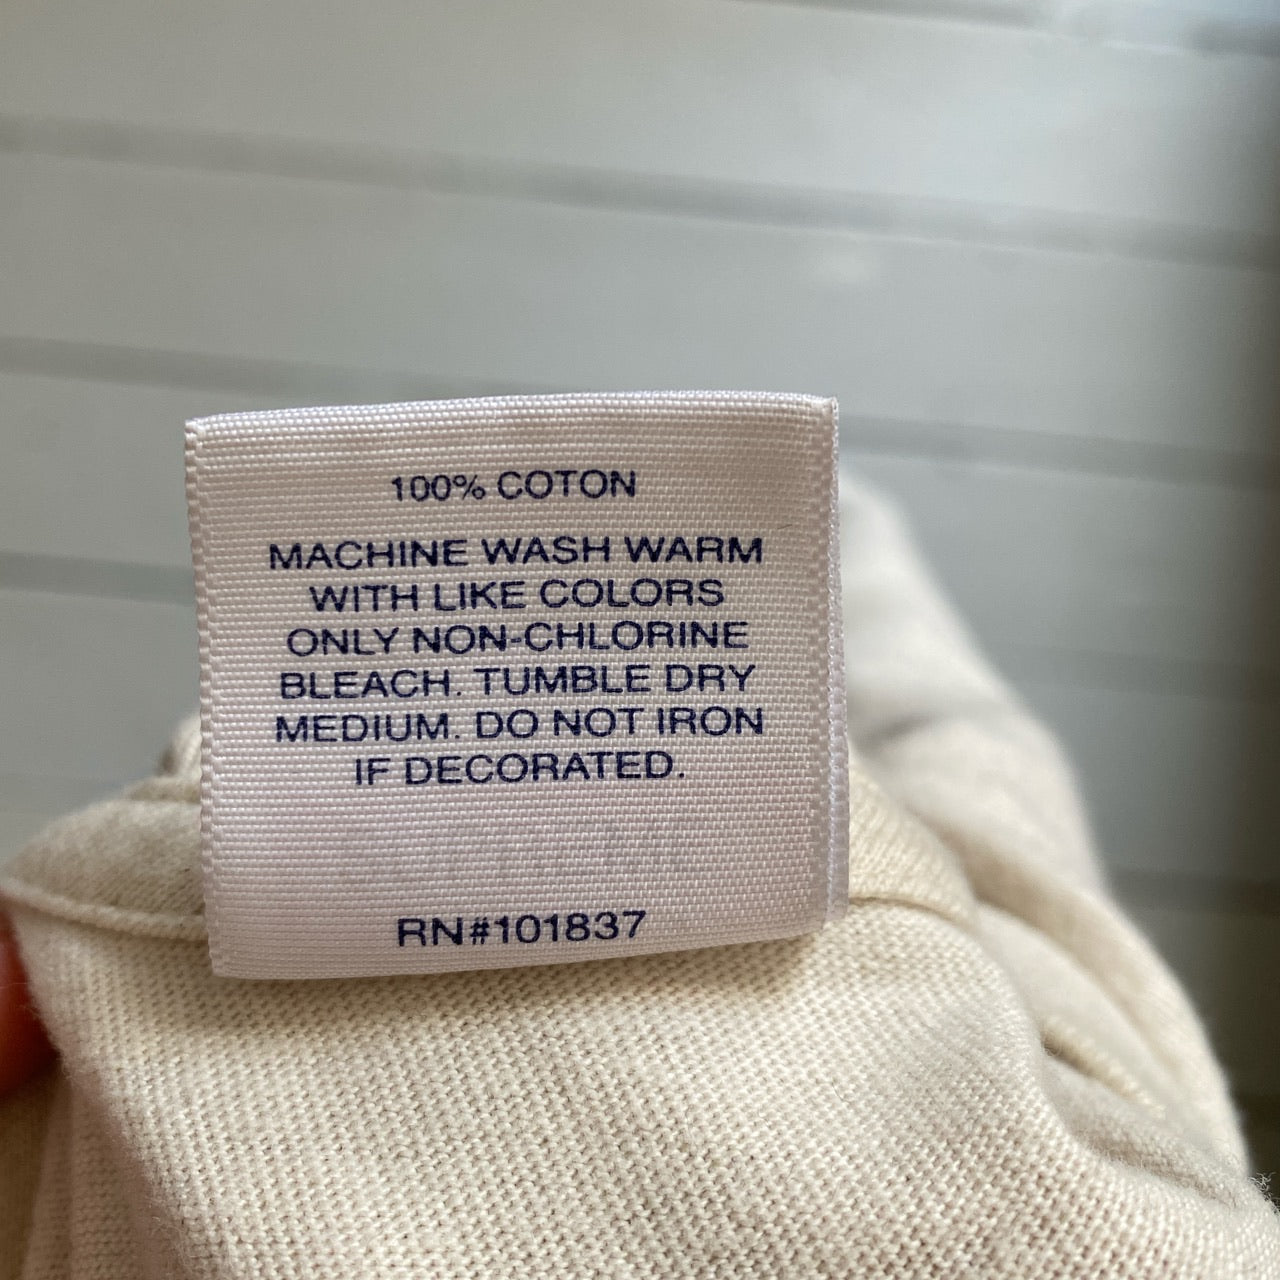 100% COTON
MACHINE WASH WARM
WITH LIKE COLORS
ONLY NON-CHLORINE
BLEACH. TUMBLE DRY
MEDIUM. DO NOT IRON
IF DECORATED.
RN#101837